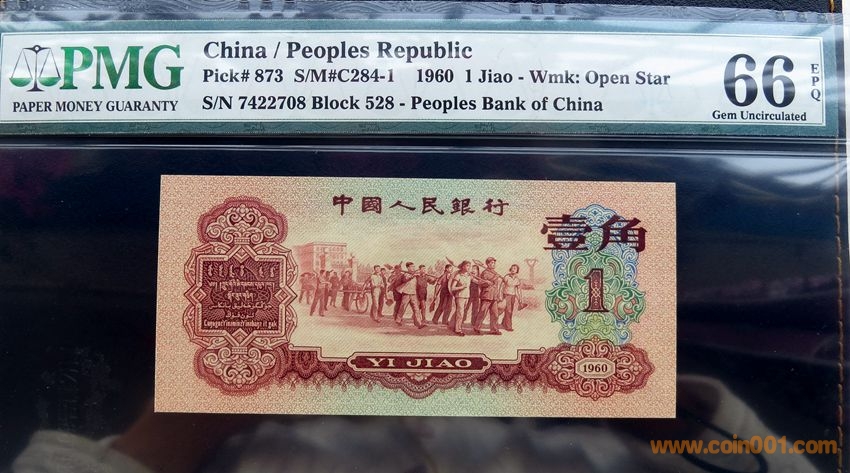 PMG
PAPER MONEY GUARANTY
China / Peoples Republic
Pick# 873 S/M#C284-1 1960 1 Jiao - Wmk: Open Star
S/N 7422708 Block 528 - Peoples Bank of China
66
EPQ
Gem Uncirculated
中國人民銀行
壹角
1
YI JIAO
1960
www.coin001.com